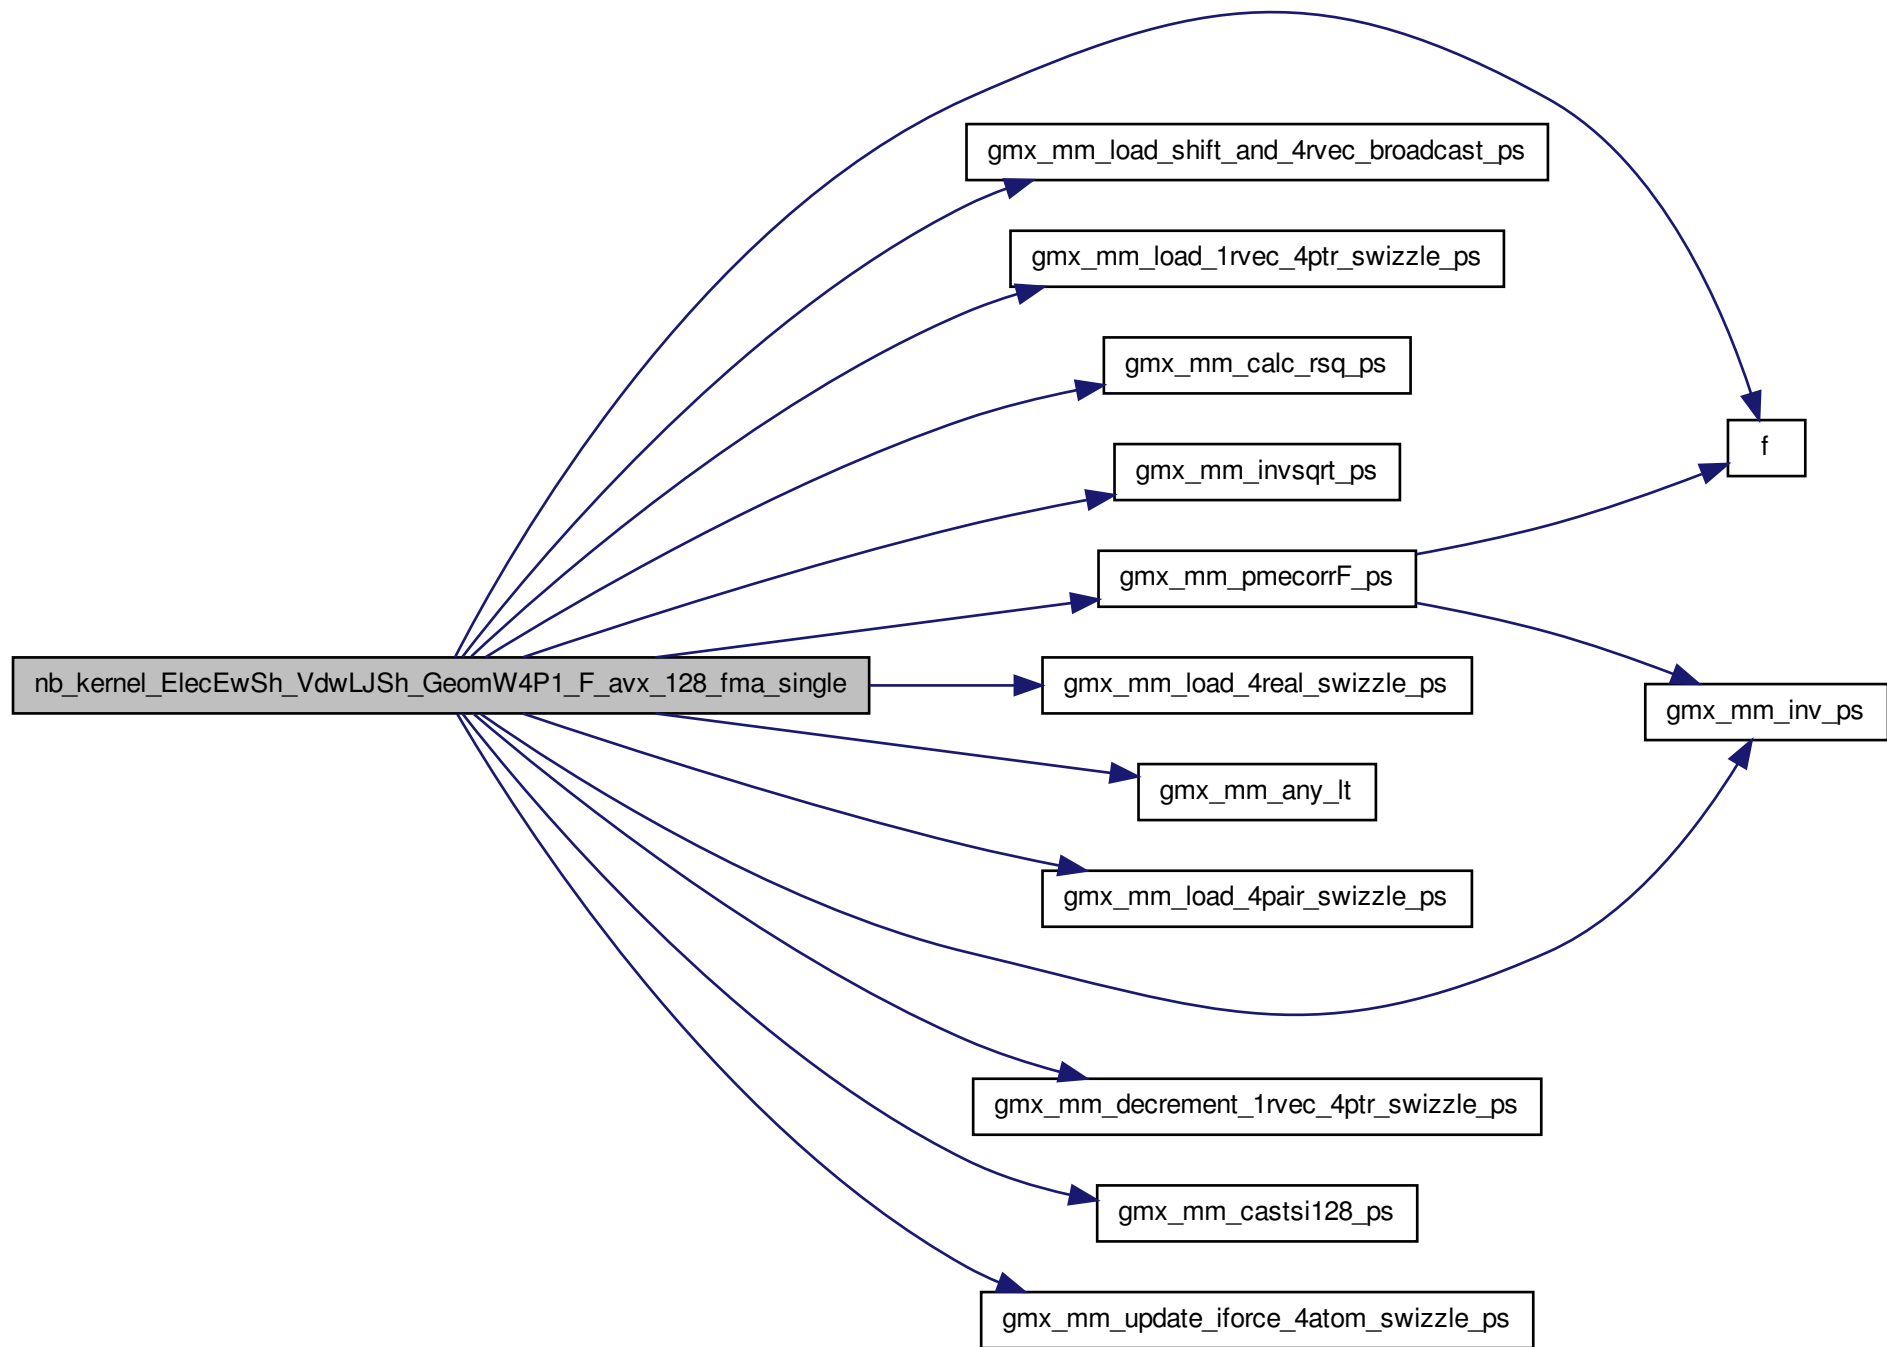 gmx_mm_load_shift_and_4rvec_broadcast_ps
gmx_mm_load_1rvec_4ptr_swizzle_ps
gmx_mm_calc_rsq_ps
f
gmx_mm_invsqrt_ps
gmx_mm_pmecorrF_ps
nb_kernel_ElecEwSh_VdwLJSh_GeomW4P1_F_avx_128_fma_single
gmx_mm_load_4real_swizzle_ps
gmx_mm_inv_ps
gmx_mm_any_lt
gmx_mm_load_4pair_swizzle_ps
gmx_mm_decrement_1rvec_4ptr_swizzle_ps
gmx_mm_castsi128_ps
gmx_mm_update_iforce_4atom_swizzle_ps